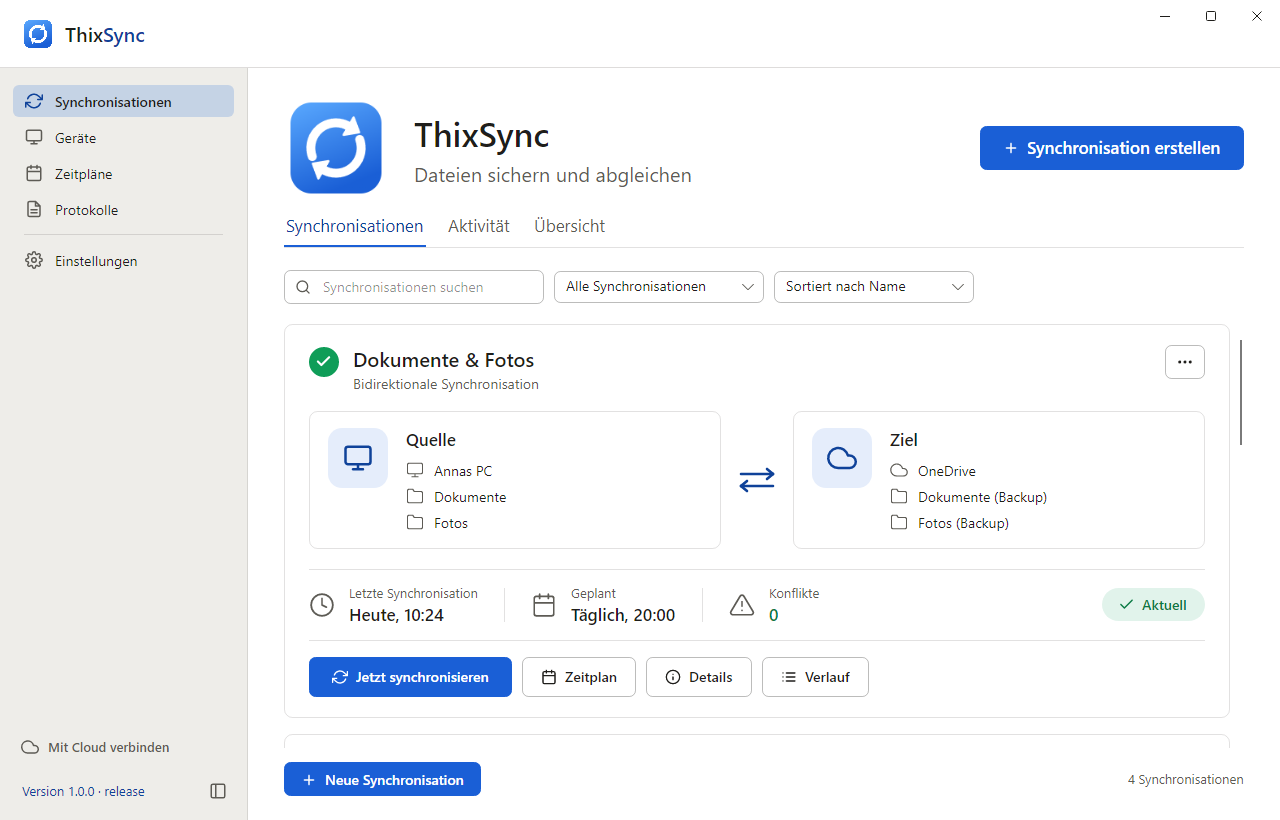 ThixSync
Synchronisationen
Geräte
Zeitpläne
Protokolle
Einstellungen
Mit Cloud verbinden
Version 1.0.0 · release
ThixSync
Dateien sichern und abgleichen
+ Synchronisation erstellen
Synchronisationen Aktivität Übersicht
Synchronisationen suchen Alle Synchronisationen Sortiert nach Name
Dokumente & Fotos
Bidirektionale Synchronisation
Quelle
Annas PC
Dokumente
Fotos
Ziel
OneDrive
Dokumente (Backup)
Fotos (Backup)
Letzte Synchronisation
Heute, 10:24
Geplant
Täglich, 20:00
Konflikte
0
Aktuell
Jetzt synchronisieren Zeitplan Details Verlauf
+ Neue Synchronisation
4 Synchronisationen